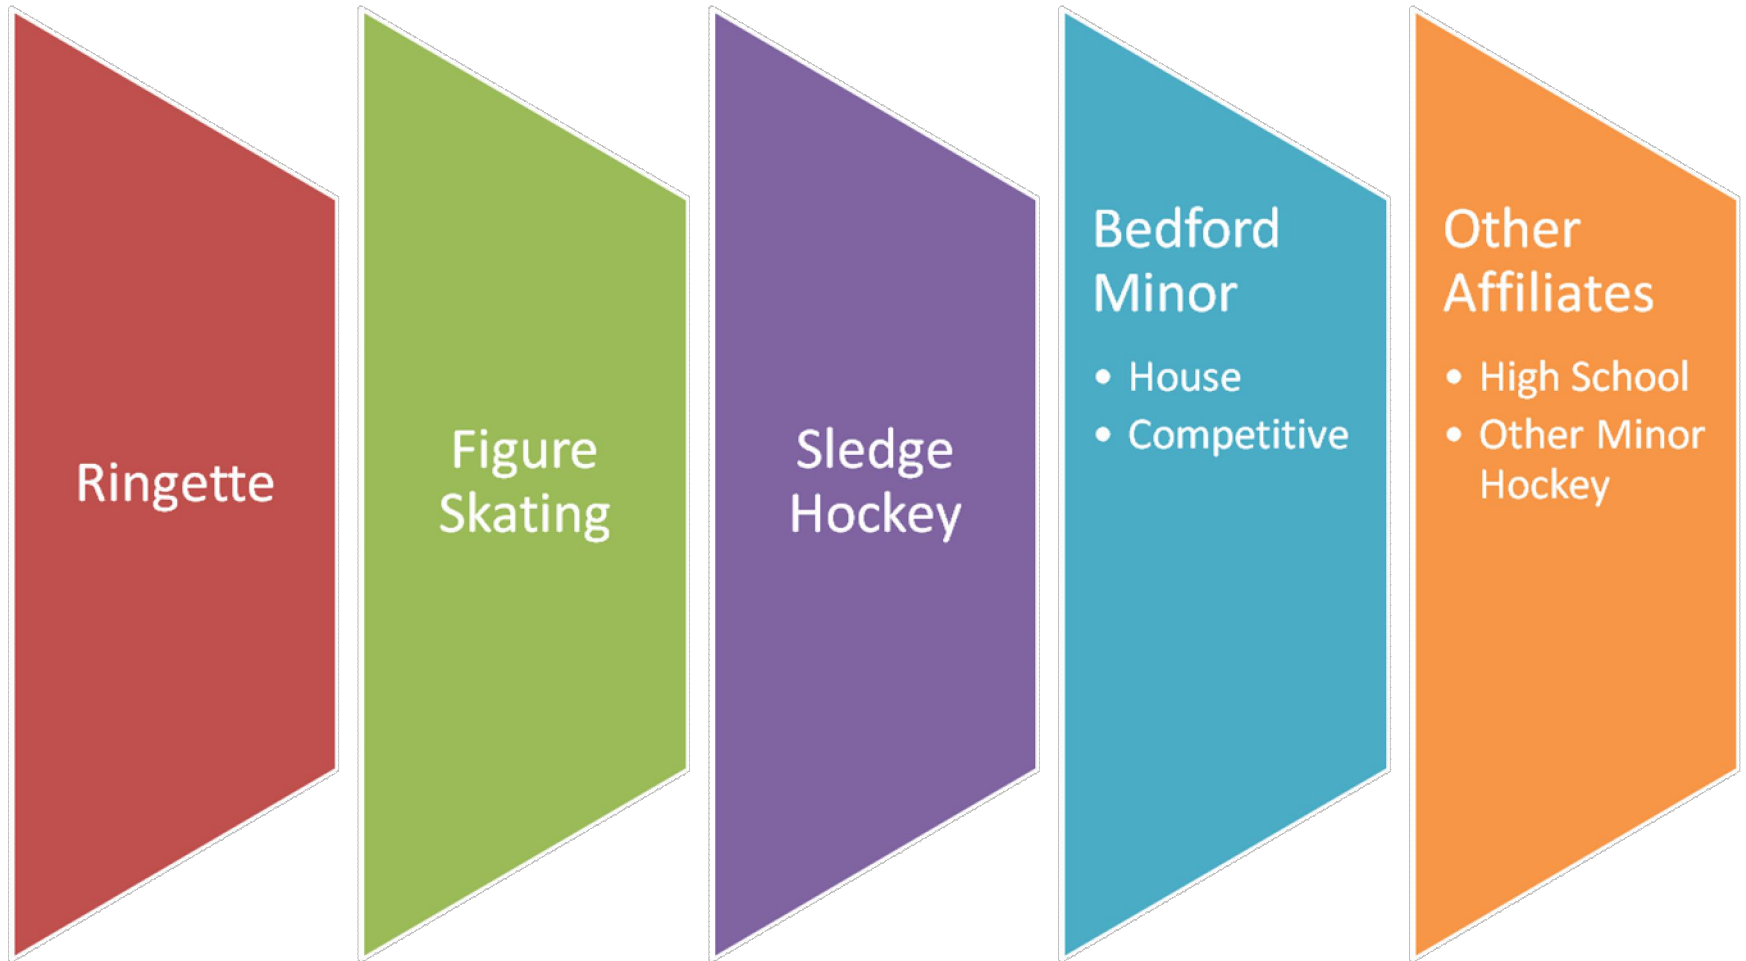 Ringette
Figure
Skating
Sledge
Hockey
Bedford
Minor
• House
• Competitive
Other
Affiliates
• High School
• Other Minor
Hockey